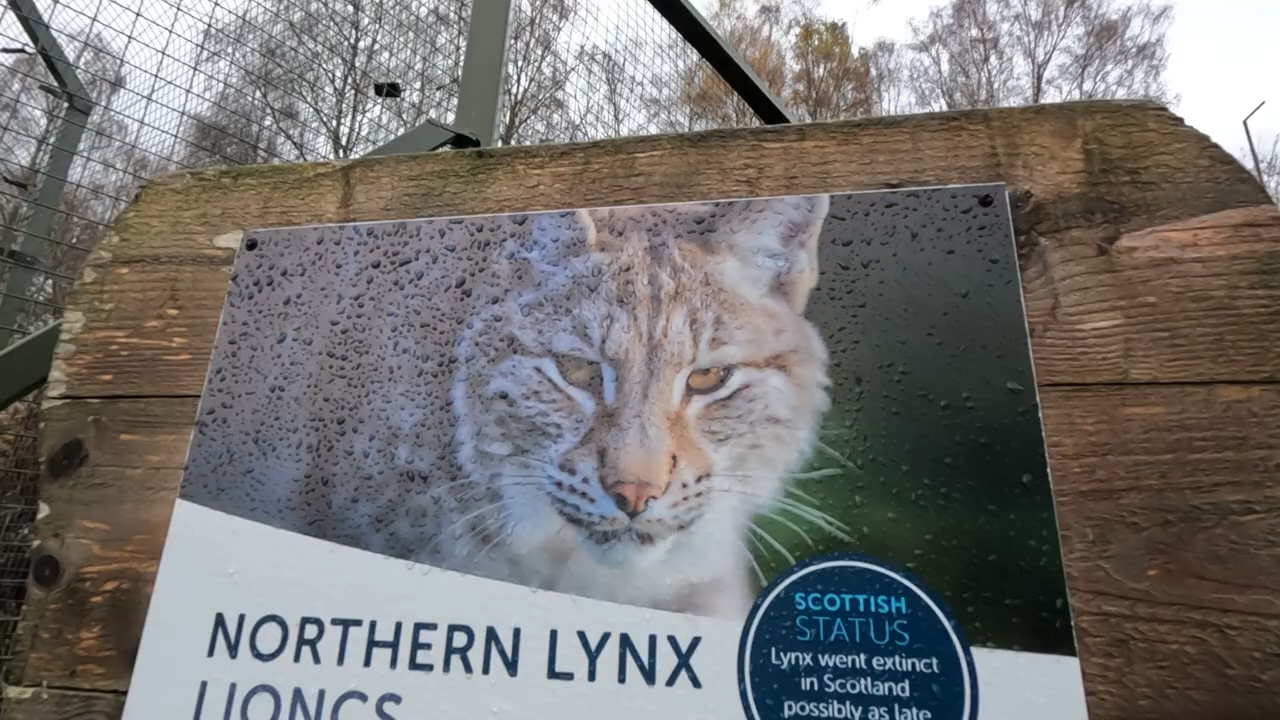 NORTHERN LYNX
SCOTTISH
STATUS
Lynx went extinct
in Scotland
possibly as late